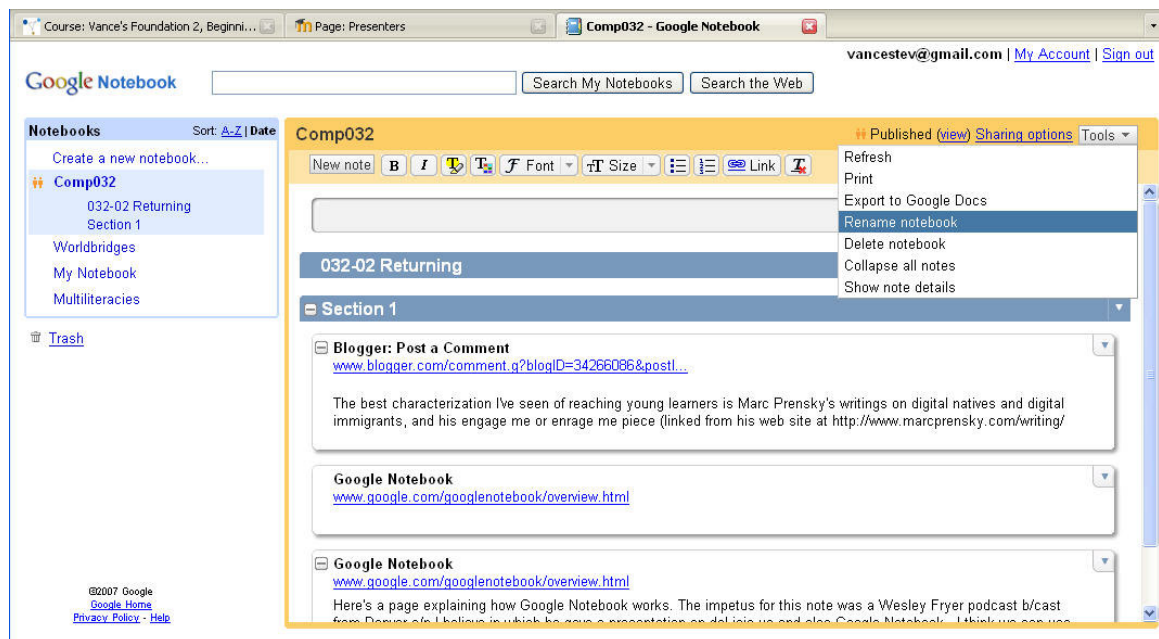 Course: Vance's Foundation 2, Beginni...
Page: Presenters
Comp032 - Google Notebook
vancestev@gmail.com | My Account | Sign out
Google Notebook
Search My Notebooks
Search the Web
Notebooks Sort: A-Z | Date
Create a new notebook...
Comp032
032-02 Returning
Section 1
Worldbridges
My Notebook
Multiliteracies
Trash
©2007 Google
Google Home
Privacy Policy - Help
Comp032
Published (view) Sharing options Tools
New note B I T T Font Size Link
Refresh
Print
Export to Google Docs
Rename notebook
Delete notebook
Collapse all notes
Show note details
032-02 Returning
Section 1
Blogger: Post a Comment
www.blogger.com/comment.g?blogID=34266086&postI...
The best characterization I've seen of reaching young learners is Marc Prensky's writings on digital natives and digital
immigrants, and his engage me or enrage me piece (linked from his web site at http://www.marcprensky.com/writing/
Google Notebook
www.google.com/googlenotebook/overview.html
Google Notebook
www.google.com/googlenotebook/overview.html
Here's a page explaining how Google Notebook works. The impetus for this note was a Wesley Fryer podcast b/cast